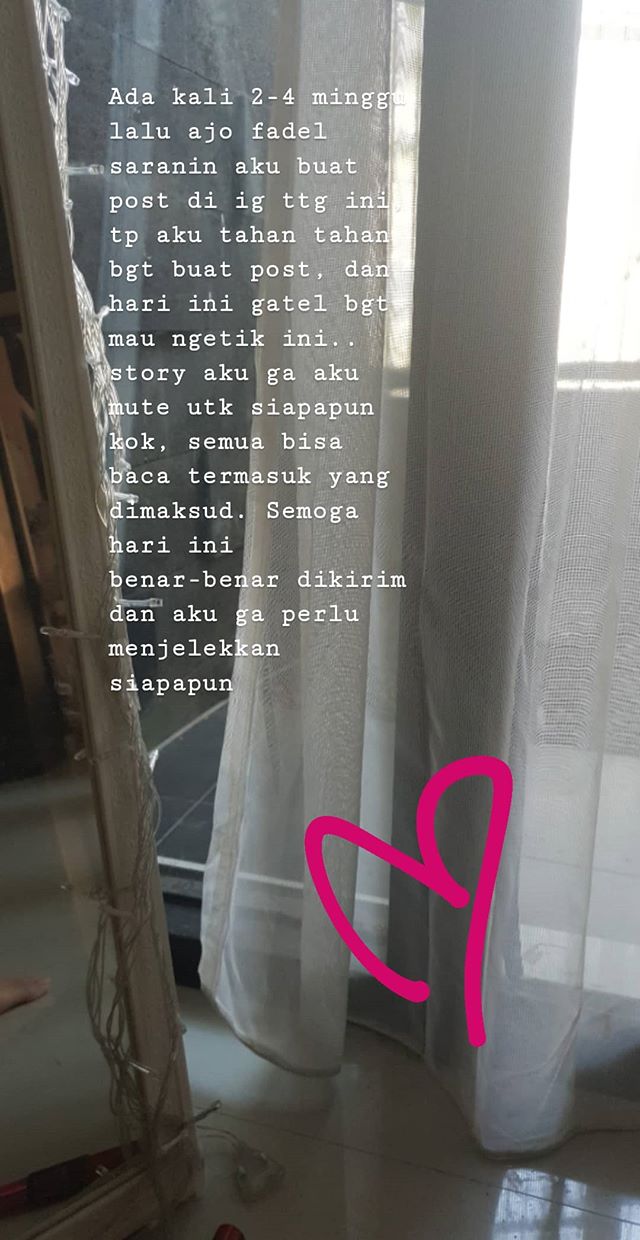 Ada kali 2-4 minggu
lalu ajo fadel
saranin aku buat
post di ig ttg ini,
tp aku tahan tahan
bgt buat post, dan
hari ini gatel bgt
mau ngetik ini..
story aku ga aku
mute utk siapapun
kok, semua bisa
baca termasuk yang
dimaksud. Semoga
hari ini
benar-benar dikirim
dan aku ga perlu
menjelekkan
siapapun